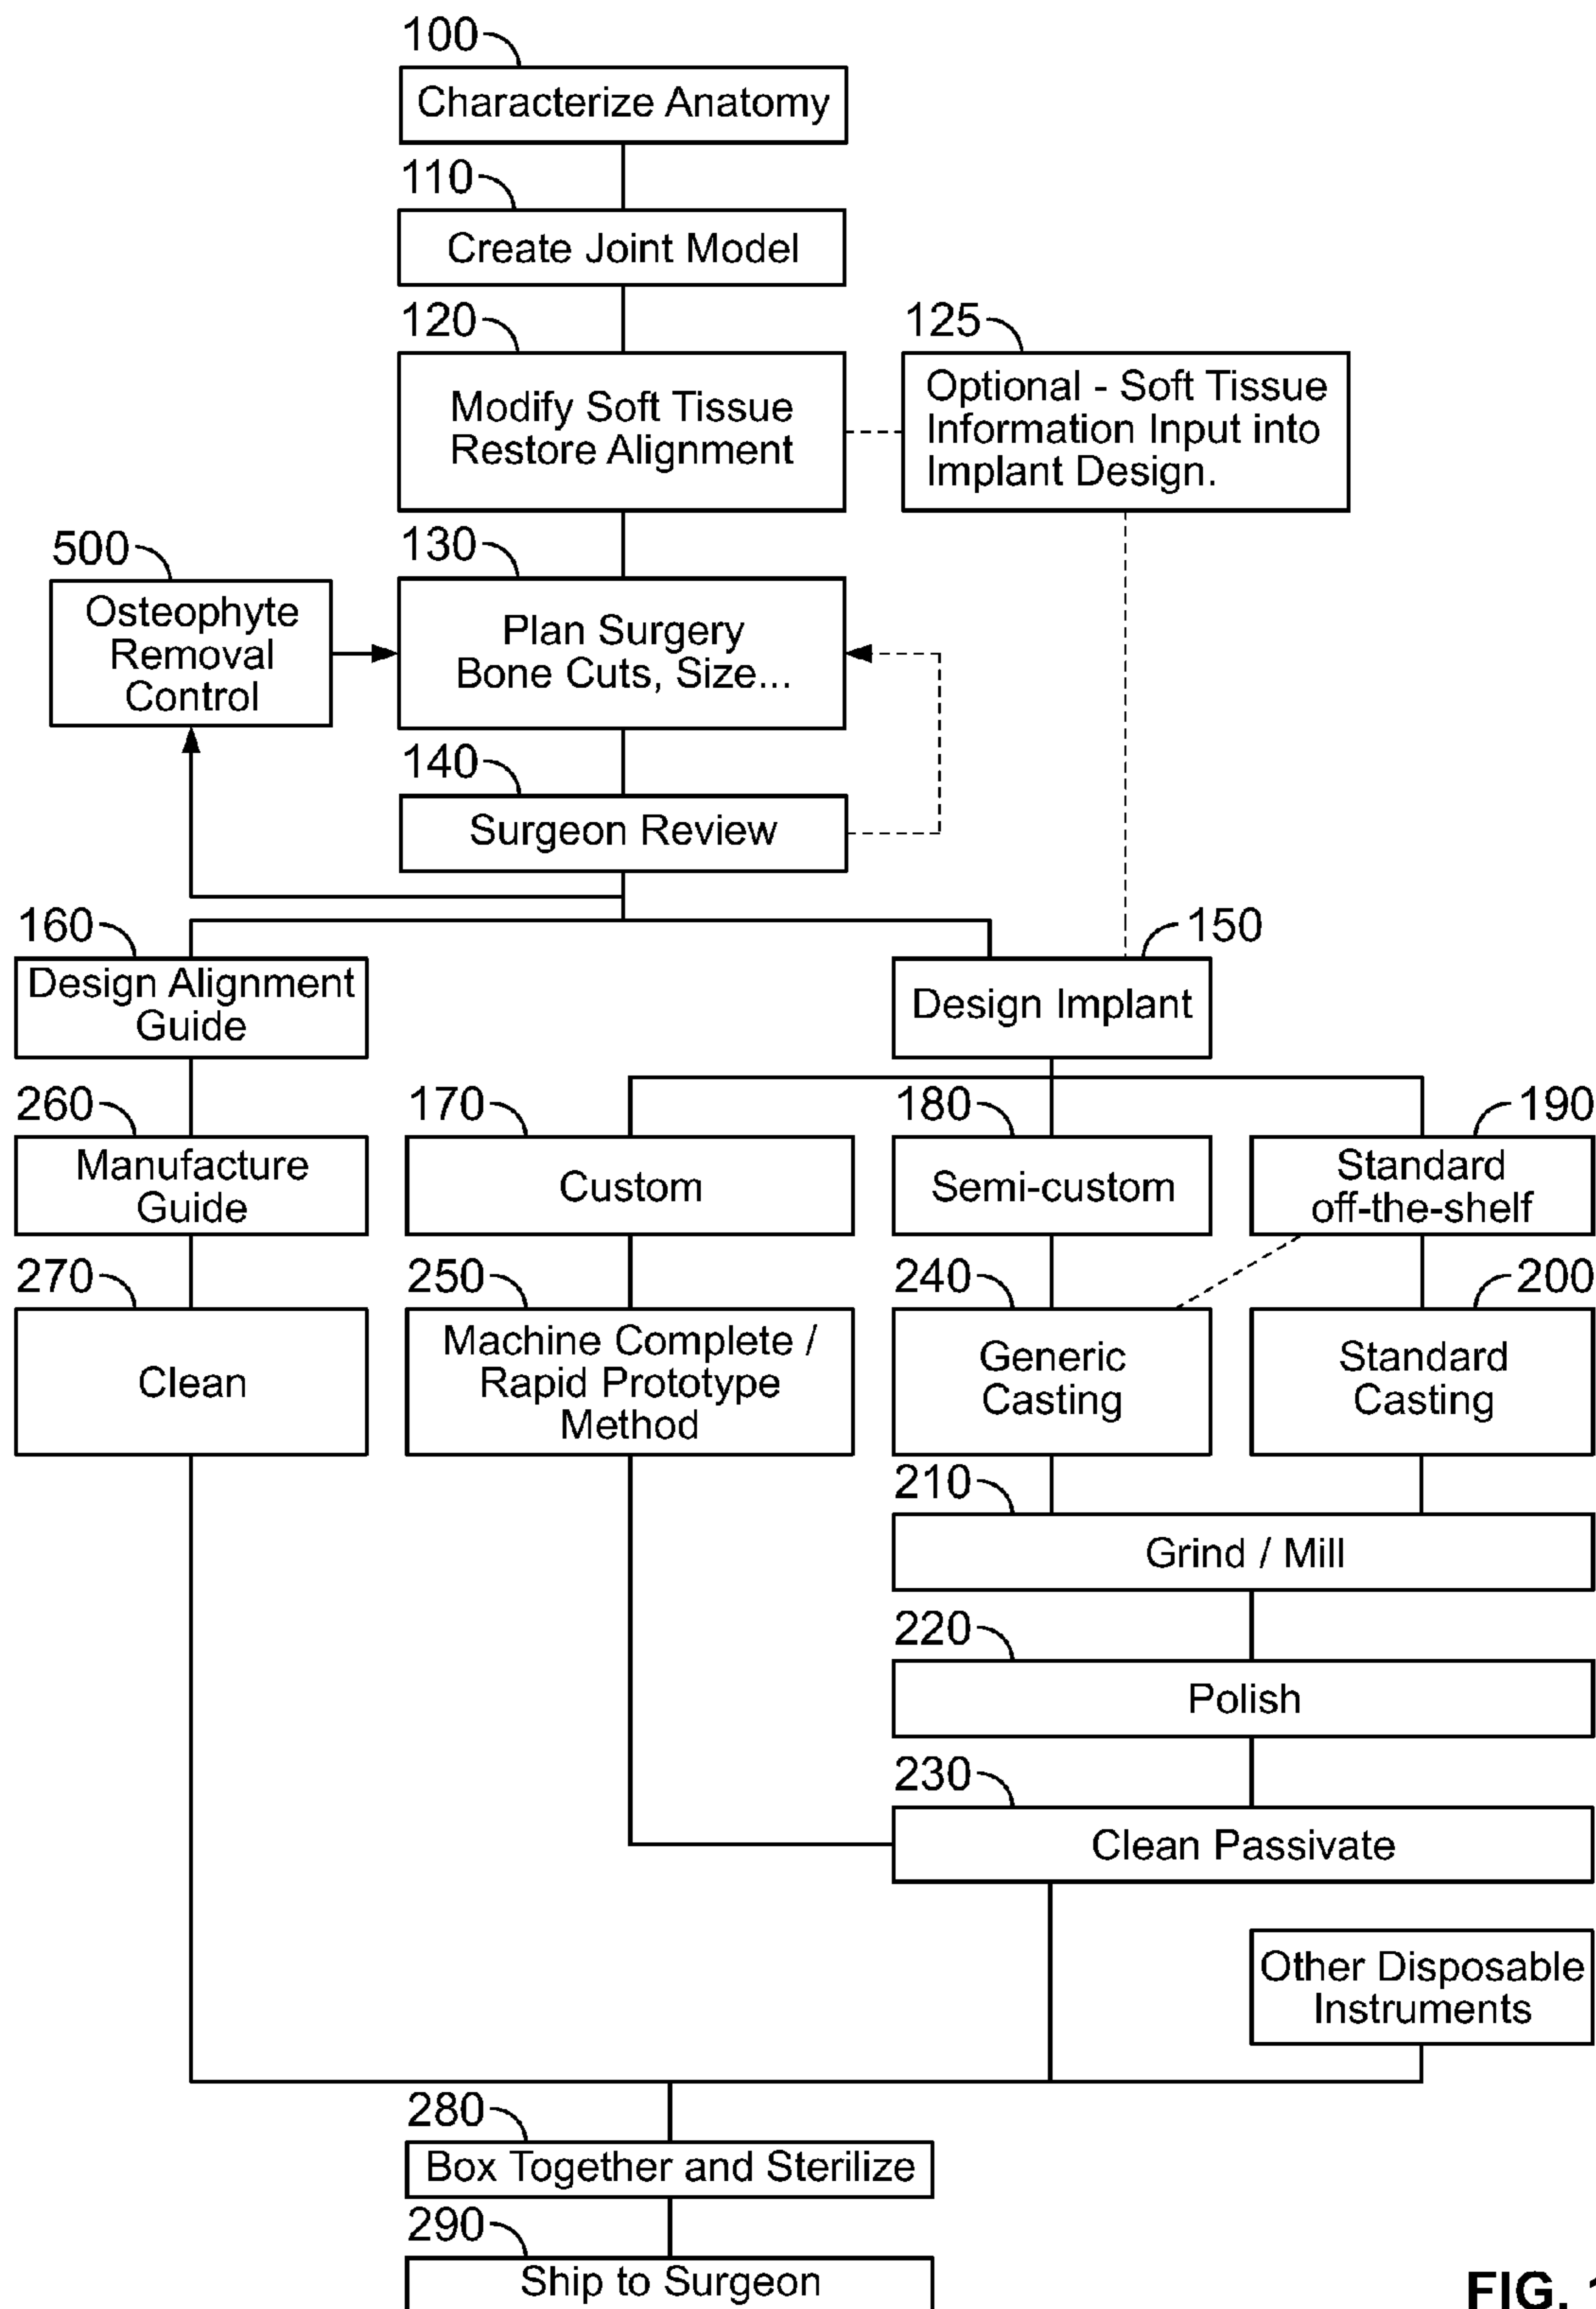 100
Characterize Anatomy
110
Create Joint Model
120
125
Modify Soft Tissue
Restore Alignment
Optional - Soft Tissue
Information Input into
Implant Design.
500
130
Osteophyte
Removal
Control
Plan Surgery
Bone Cuts, Size...
140
Surgeon Review
160
150
Design Alignment
Guide
Design Implant
260
170
180
190
Manufacture
Guide
Custom
Semi-custom
Standard
off-the-shelf
270
250
240
200
Clean
Machine Complete /
Rapid Prototype
Method
Generic
Casting
Standard
Casting
210
Grind / Mill
220
Polish
230
Clean Passivate
Other Disposable
Instruments
280
Box Together and Sterilize
290
Ship to Surgeon
FIG. 1